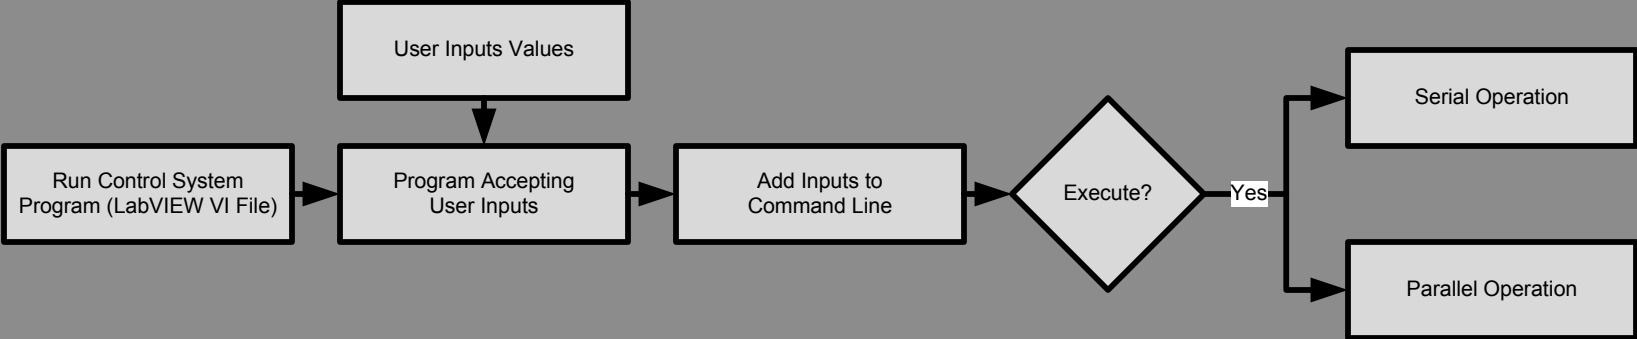 User Inputs Values
Run Control System
Program (LabVIEW VI File)
Program Accepting
User Inputs
Add Inputs to
Command Line
Execute?
Yes
Serial Operation
Parallel Operation